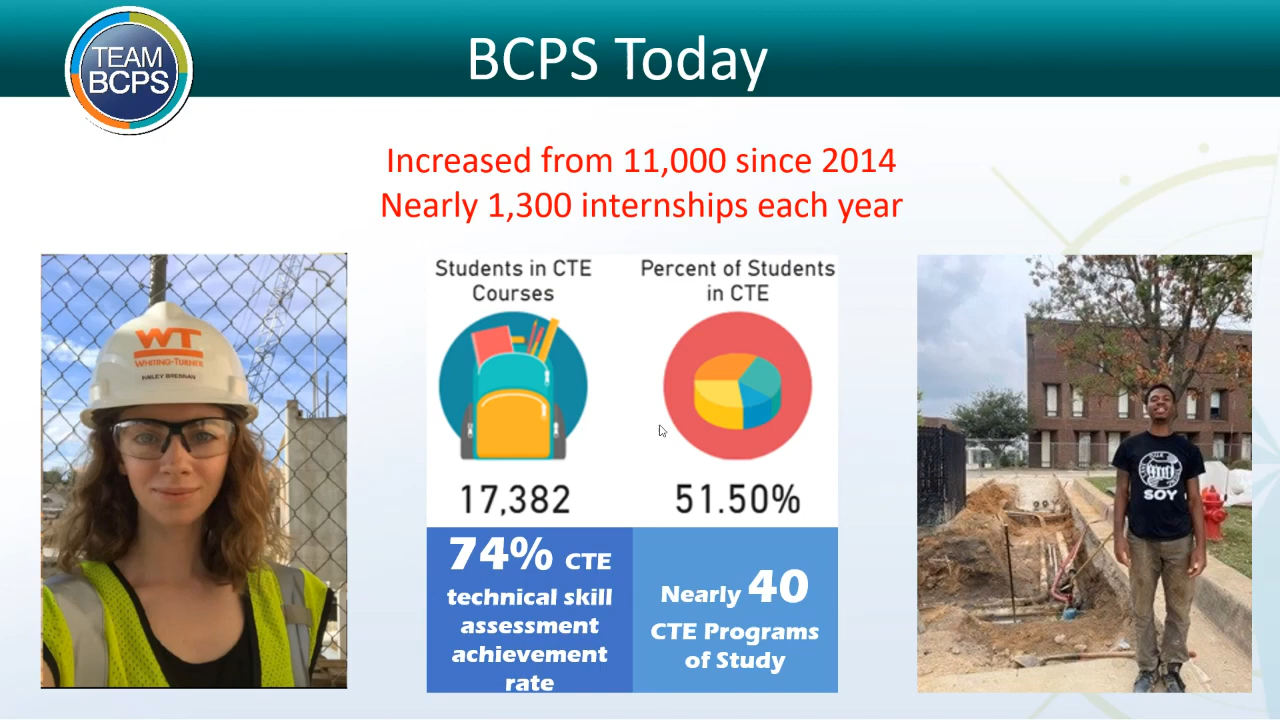 TEAM
BCPS
BCPS Today
Increased from 11,000 since 2014
Nearly 1,300 internships each year
WT
WHITING-TURNER
Students in CTE
Courses
17,382
Percent of Students
in CTE
51.50%
74% CTE
technical skill
assessment
achievement
rate
Nearly 40
CTE Programs
of Study
SOY